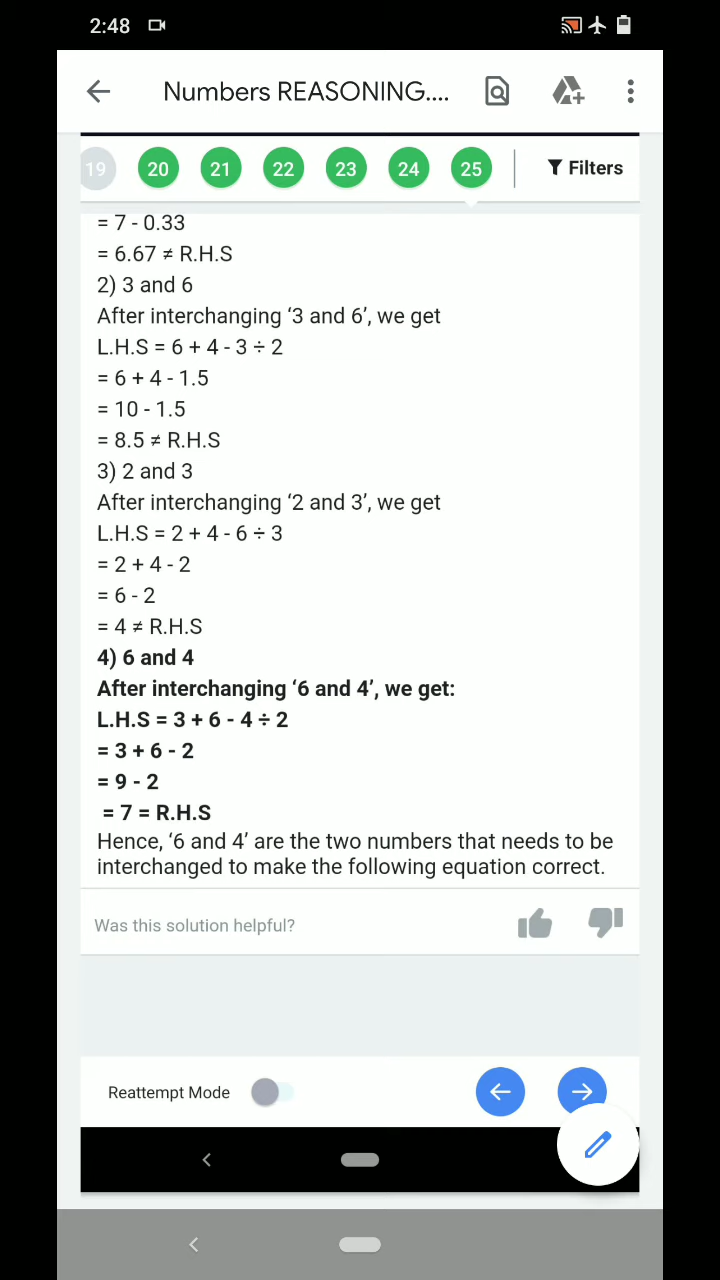 2:48
Numbers REASONING....
19 20 21 22 23 24 25 Filters
= 7 - 0.33
= 6.67 ≠ R.H.S
2) 3 and 6
After interchanging ‘3 and 6’, we get
L.H.S = 6 + 4 - 3 ÷ 2
= 6 + 4 - 1.5
= 10 - 1.5
= 8.5 ≠ R.H.S
3) 2 and 3
After interchanging ‘2 and 3’, we get
L.H.S = 2 + 4 - 6 ÷ 3
= 2 + 4 - 2
= 6 - 2
= 4 ≠ R.H.S
4) 6 and 4
After interchanging ‘6 and 4’, we get:
L.H.S = 3 + 6 - 4 ÷ 2
= 3 + 6 - 2
= 9 - 2
= 7 = R.H.S
Hence, ‘6 and 4’ are the two numbers that needs to be
interchanged to make the following equation correct.
Was this solution helpful?
Reattempt Mode